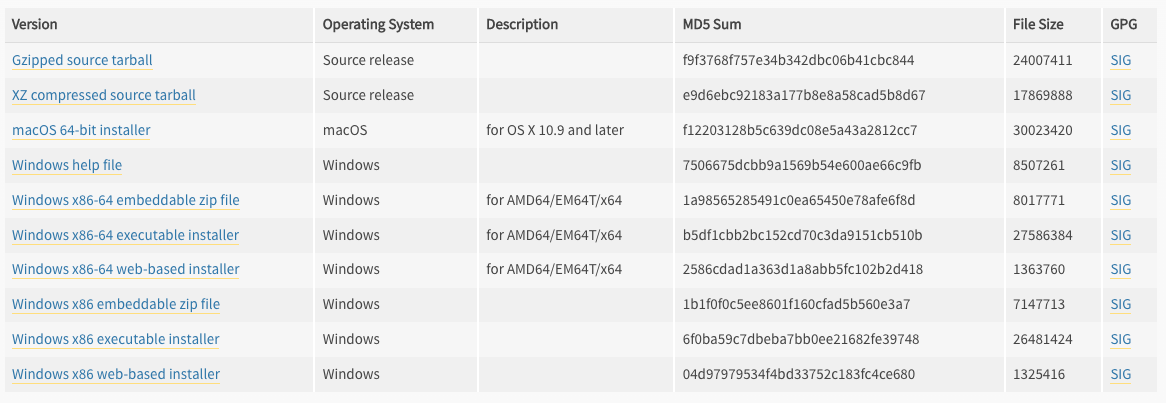 Version Operating System Description MD5 Sum File Size GPG
Gzipped source tarball Source release f9f3768f757e34b342dbc06b41cbc844 24007411 SIG
XZ compressed source tarball Source release e9d6ebc92183a177b8e8a58cad5b8d67 17869888 SIG
macOS 64-bit installer macOS for OS X 10.9 and later f12203128b5c639dc08e5a43a2812cc7 30023420 SIG
Windows help file Windows 7506675dcbb9a1569b54e600ae66c9fb 8507261 SIG
Windows x86-64 embeddable zip file Windows for AMD64/EM64T/x64 1a98565285491c0ea65450e78afe6f8d 8017771 SIG
Windows x86-64 executable installer Windows for AMD64/EM64T/x64 b5df1cbb2bc152cd70c3da9151cb510b 27586384 SIG
Windows x86-64 web-based installer Windows for AMD64/EM64T/x64 2586cdad1a363d1a8abb5fc102b2d418 1363760 SIG
Windows x86 embeddable zip file Windows 1b1f0f0c5ee8601f160cfad5b560e3a7 7147713 SIG
Windows x86 executable installer Windows 6f0ba59c7dbeba7bb0ee21682fe39748 26481424 SIG
Windows x86 web-based installer Windows 04d97979534f4bd33752c183fc4ce680 1325416 SIG